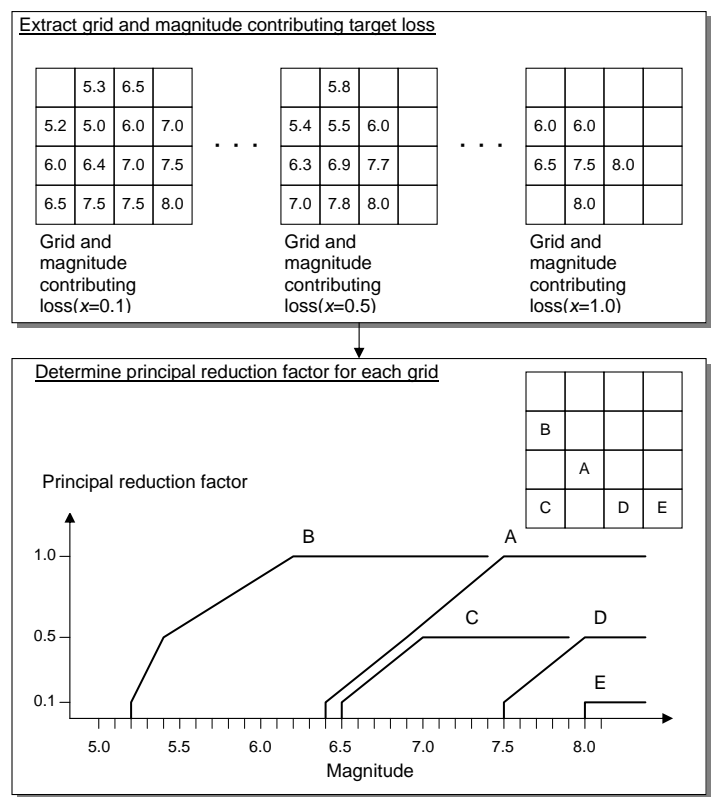 Extract grid and magnitude contributing target loss
5.3 6.5
5.2 5.0 6.0 7.0
6.0 6.4 7.0 7.5
6.5 7.5 7.5 8.0
Grid and
magnitude
contributing
loss(x=0.1)
. . .
5.8
5.4 5.5 6.0
6.3 6.9 7.7
7.0 7.8 8.0
Grid and
magnitude
contributing
loss(x=0.5)
. . .
6.0 6.0
6.5 7.5 8.0
8.0
Grid and
magnitude
contributing
loss(x=1.0)
Determine principal reduction factor for each grid
B
A
C D E
Principal reduction factor
B A
1.0
C D
0.5
E
0.1
5.0 5.5 6.0 6.5 7.0 7.5 8.0
Magnitude